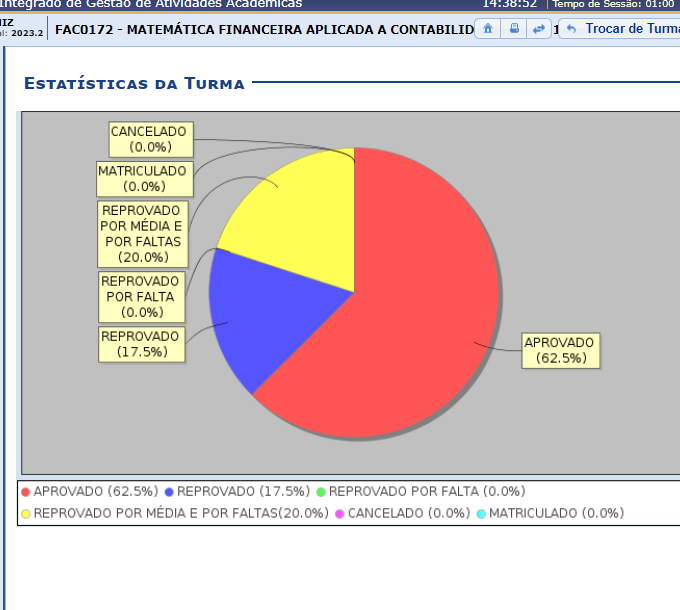 Integrado de Gestão de Atividades Acadêmicas 14:38:52 Tempo de Sessão: 01:00
IZ
al: 2023.2 FAC0172 - MATEMÁTICA FINANCEIRA APLICADA A CONTABILID Trocar de Turma
ESTATÍSTICAS DA TURMA
CANCELADO
(0.0%)
MATRICULADO
(0.0%)
REPROVADO
POR MÉDIA E
POR FALTAS
(20.0%)
REPROVADO
POR FALTA
(0.0%)
REPROVADO
(17.5%)
APROVADO
(62.5%)
APROVADO (62.5%) REPROVADO (17.5%) REPROVADO POR FALTA (0.0%)
REPROVADO POR MÉDIA E POR FALTAS(20.0%) CANCELADO (0.0%) MATRICULADO (0.0%)